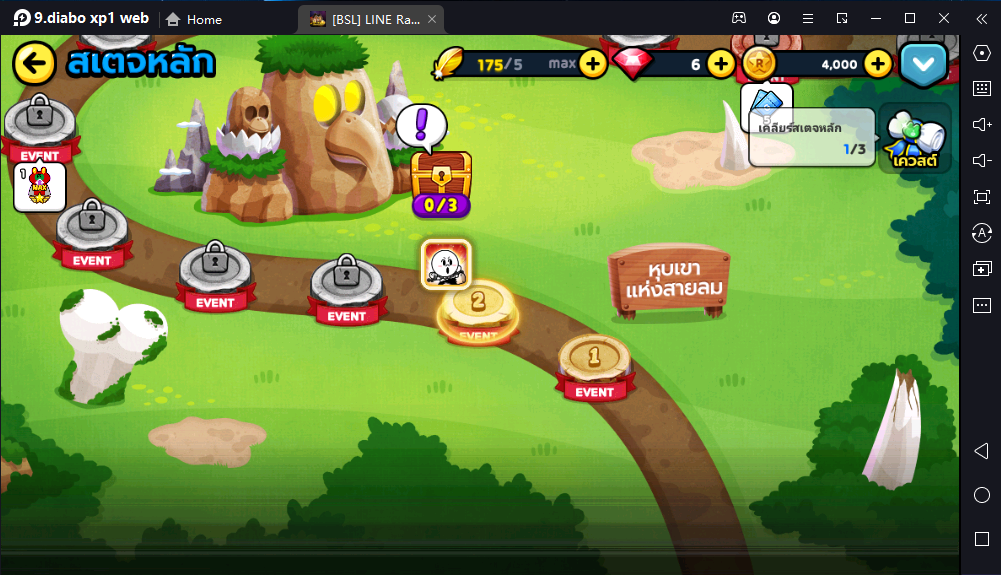 9.diabo xp1 web
Home
[BSL] LINE Ra...
สเตจหลัก
175/5
max
6
R
4,000
5
เคลียร์สเตจหลัก
1/3
เควสต์
EVENT
1
MAX
!
0/3
EVENT
EVENT
EVENT
2
EVENT
หุบเขา
แห่งสายลม
1
EVENT